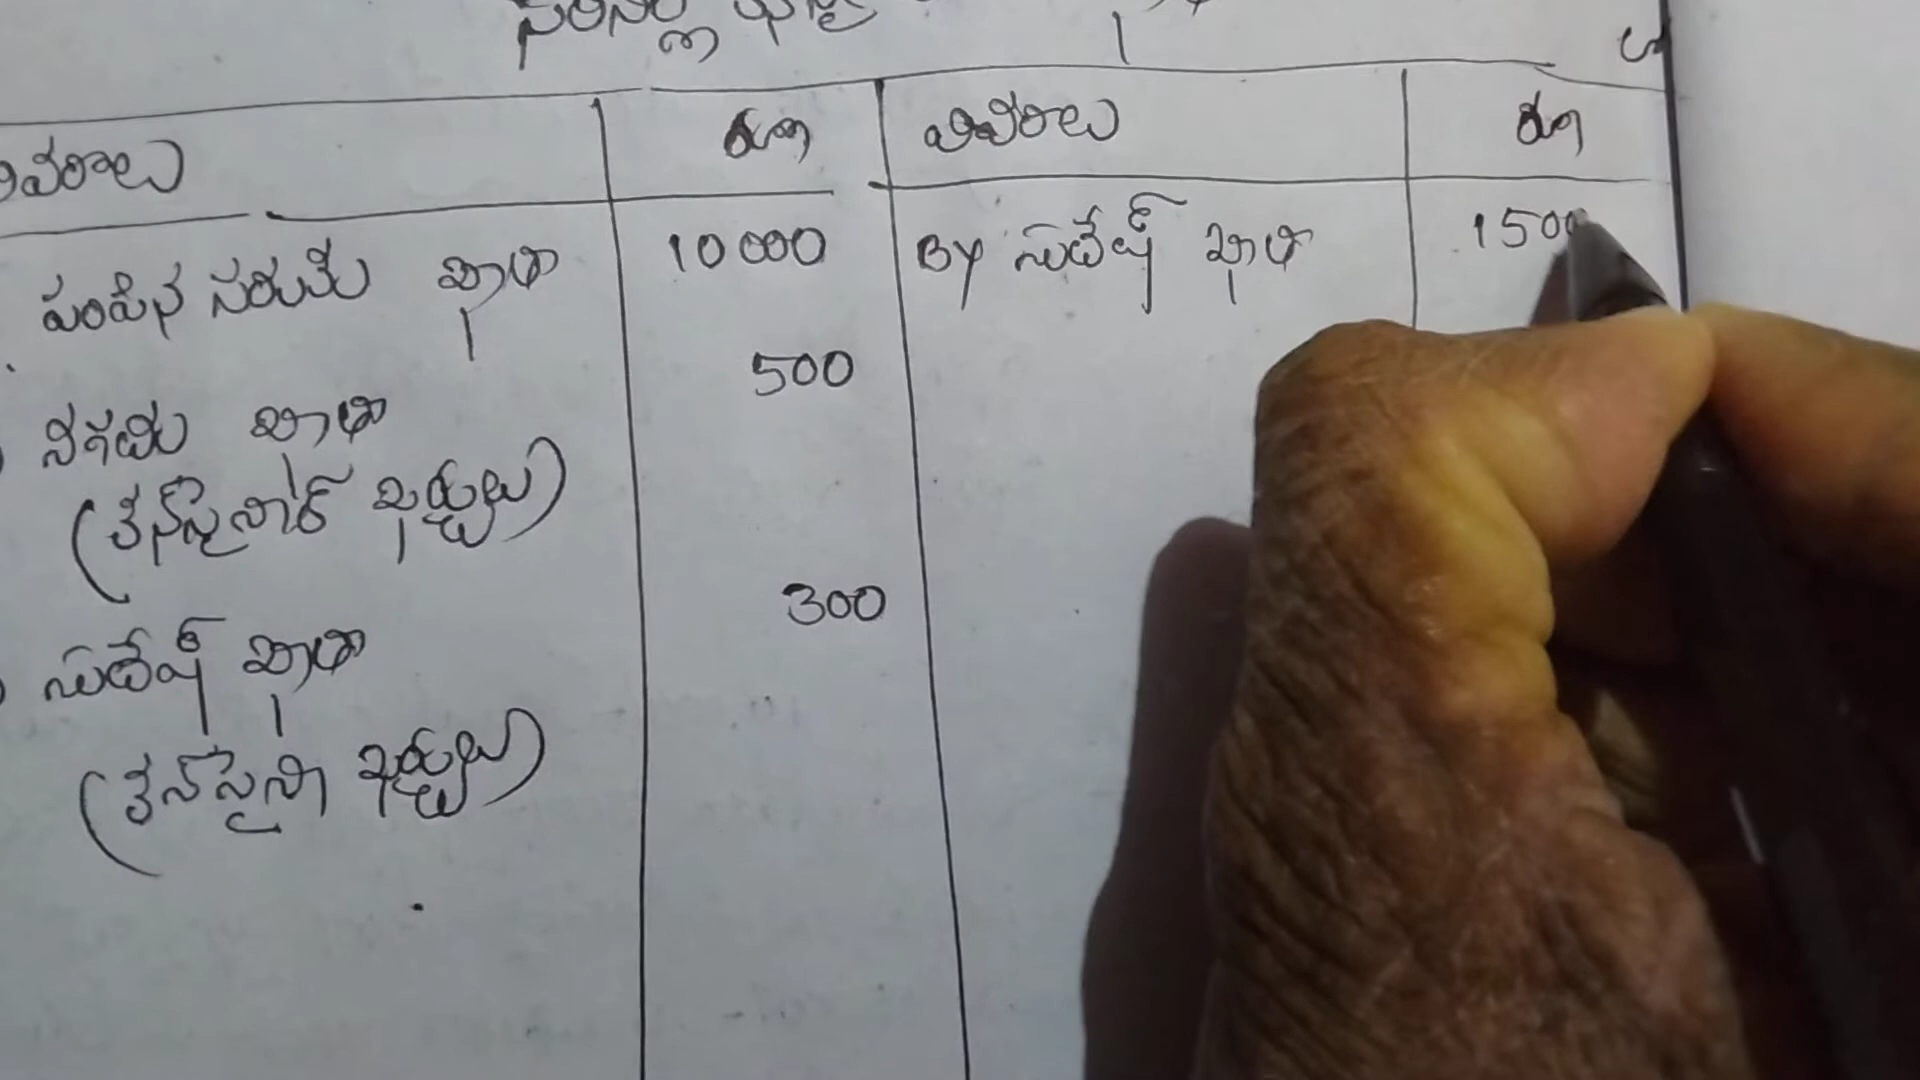 వివరాలు రూ౹ వివరాలు రూ౹
పంపిన సరుకు ఖాతా 10000 By సురేష్ ఖాతా 1500
నగదు ఖాతా 500
(కన్సైనార్ ఖర్చులు)
సురేష్ ఖాతా 300
(కన్సైనీ ఖర్చులు)